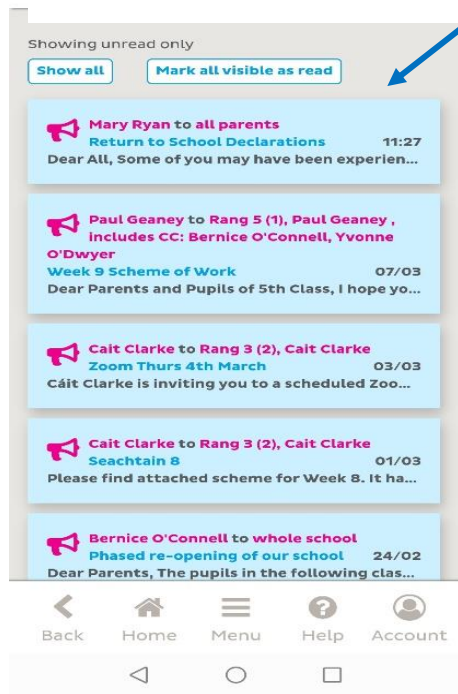 Showing unread only
Show all Mark all visible as read
Mary Ryan to all parents
Return to School Declarations 11:27
Dear All, Some of you may have been experien...
Paul Geaney to Rang 5 (1), Paul Geaney ,
includes CC: Bernice O'Connell, Yvonne
O'Dwyer
Week 9 Scheme of Work 07/03
Dear Parents and Pupils of 5th Class, I hope yo...
Cait Clarke to Rang 3 (2), Cait Clarke
Zoom Thurs 4th March 03/03
Cáit Clarke is inviting you to a scheduled Zoo...
Cait Clarke to Rang 3 (2), Cait Clarke
Seachtain 8 01/03
Please find attached scheme for Week 8. It ha...
Bernice O'Connell to whole school
Phased re-opening of our school 24/02
Dear Parents, The pupils in the following clas...
Back Home Menu Help Account